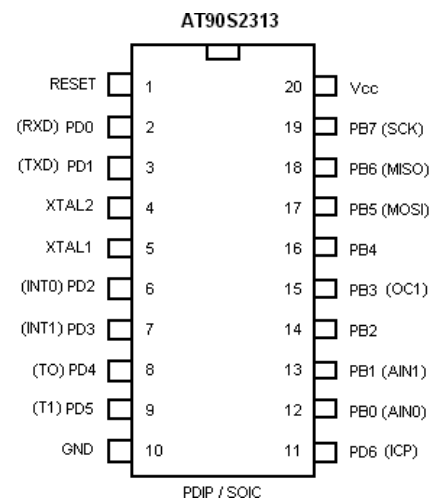 AT90S2313
RESET 1 20 Vcc
(RXD) PD0 2 19 PB7 (SCK)
(TXD) PD1 3 18 PB6 (MISO)
XTAL2 4 17 PB5 (MOSI)
XTAL1 5 16 PB4
(INT0) PD2 6 15 PB3 (OC1)
(INT1) PD3 7 14 PB2
(TO) PD4 8 13 PB1 (AIN1)
(T1) PD5 9 12 PB0 (AIN0)
GND 10 11 PD6 (ICP)
PDIP / SOIC